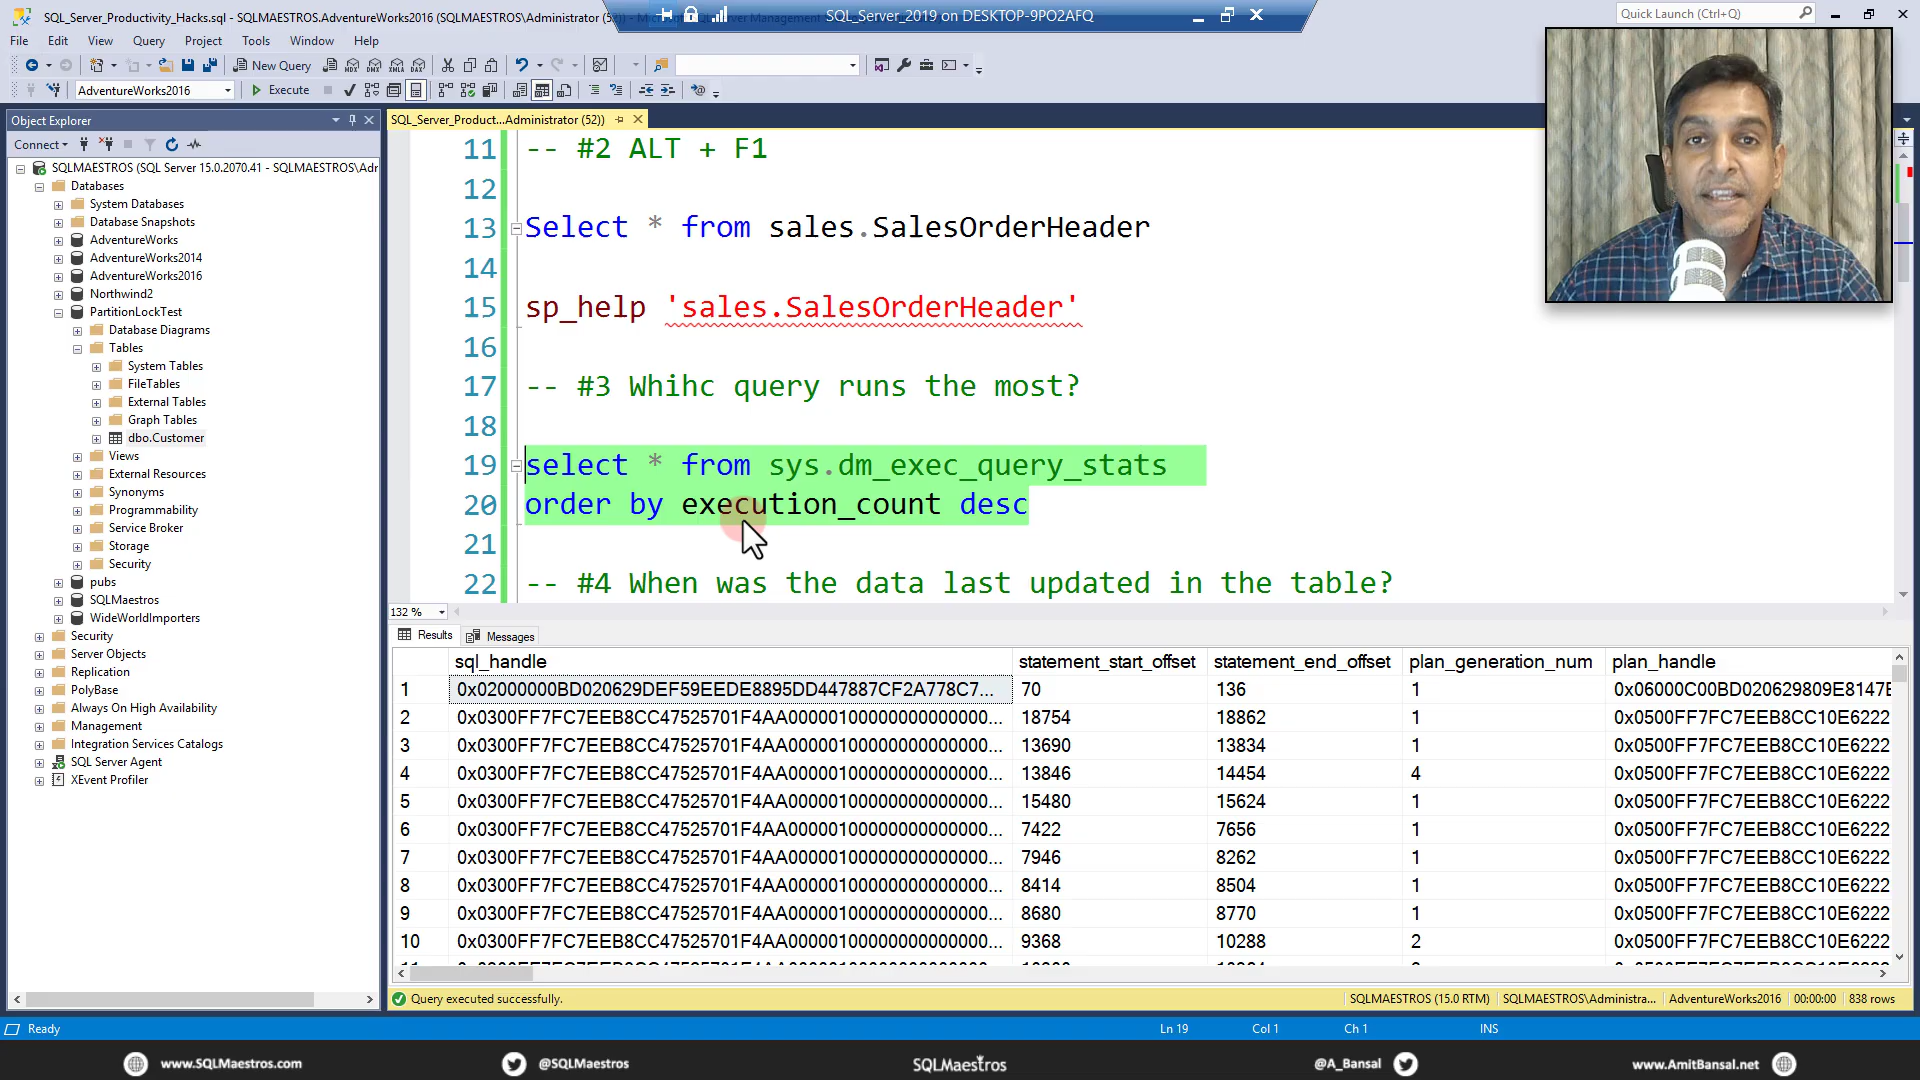 SQL_Server_Productivity_Hacks.sql - SQLMAESTROS.AdventureWorks2016 (SQLMAESTROS\Administrator (52))
SQL_Server_2019 on DESKTOP-9PO2AFQ
Quick Launch (Ctrl+Q)
File Edit View Query Project Tools Window Help
New Query
AdventureWorks2016 Execute
Object Explorer
Connect
SQLMAESTROS (SQL Server 15.0.2070.41 - SQLMAESTROS\Adr
Databases
System Databases
Database Snapshots
AdventureWorks
AdventureWorks2014
AdventureWorks2016
Northwind2
PartitionLockTest
Database Diagrams
Tables
System Tables
FileTables
External Tables
Graph Tables
dbo.Customer
Views
External Resources
Synonyms
Programmability
Service Broker
Storage
Security
pubs
SQLMaestros
WideWorldImporters
Security
Server Objects
Replication
PolyBase
Always On High Availability
Management
Integration Services Catalogs
SQL Server Agent
XEvent Profiler
SQL_Server_Product...Administrator (52))
11 -- #2 ALT + F1
12
13 Select * from sales.SalesOrderHeader
14
15 sp_help 'sales.SalesOrderHeader'
16
17 -- #3 Whihc query runs the most?
18
19 select * from sys.dm_exec_query_stats
20 order by execution_count desc
21
22 -- #4 When was the data last updated in the table?
132 %
Results Messages
sql_handle statement_start_offset statement_end_offset plan_generation_num plan_handle
1 0x02000000BD020629DEF59EEDE8895DD447887CF2A778C7... 70 136 1 0x06000C00BD020629809E8147E
2 0x0300FF7FC7EEB8CC47525701F4AA00000100000000000000... 18754 18862 1 0x0500FF7FC7EEB8CC10E6222
3 0x0300FF7FC7EEB8CC47525701F4AA00000100000000000000... 13690 13834 1 0x0500FF7FC7EEB8CC10E6222
4 0x0300FF7FC7EEB8CC47525701F4AA00000100000000000000... 13846 14454 4 0x0500FF7FC7EEB8CC10E6222
5 0x0300FF7FC7EEB8CC47525701F4AA00000100000000000000... 15480 15624 1 0x0500FF7FC7EEB8CC10E6222
6 0x0300FF7FC7EEB8CC47525701F4AA00000100000000000000... 7422 7656 1 0x0500FF7FC7EEB8CC10E6222
7 0x0300FF7FC7EEB8CC47525701F4AA00000100000000000000... 7946 8262 1 0x0500FF7FC7EEB8CC10E6222
8 0x0300FF7FC7EEB8CC47525701F4AA00000100000000000000... 8414 8504 1 0x0500FF7FC7EEB8CC10E6222
9 0x0300FF7FC7EEB8CC47525701F4AA00000100000000000000... 8680 8770 1 0x0500FF7FC7EEB8CC10E6222
10 0x0300FF7FC7EEB8CC47525701F4AA00000100000000000000... 9368 10288 2 0x0500FF7FC7EEB8CC10E6222
Query executed successfully. SQLMAESTROS (15.0 RTM) SQLMAESTROS\Administra... AdventureWorks2016 00:00:00 838 rows
Ready Ln 19 Col 1 Ch 1 INS
www.SQLMaestros.com @SQLMaestros SQLMaestros @A_Bansal www.AmitBansal.net